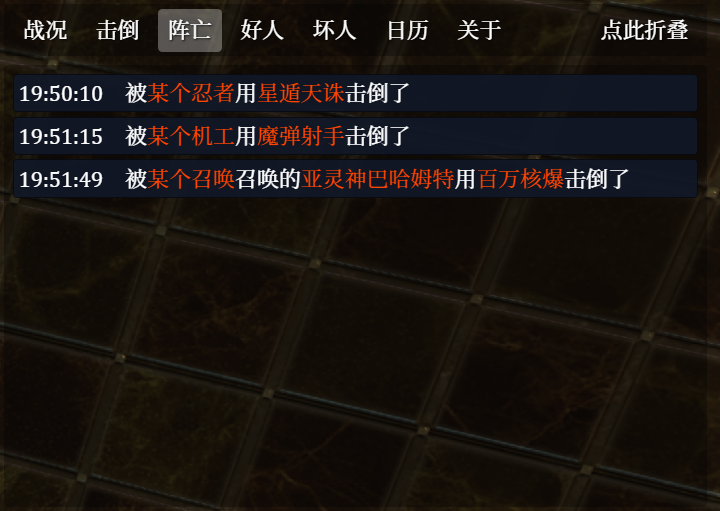 战况 击倒 阵亡 好人 坏人 日历 关于 点此折叠
19:50:10 被某个忍者用星遁天诛击倒了
19:51:15 被某个机工用魔弹射手击倒了
19:51:49 被某个召唤召唤的亚灵神巴哈姆特用百万核爆击倒了